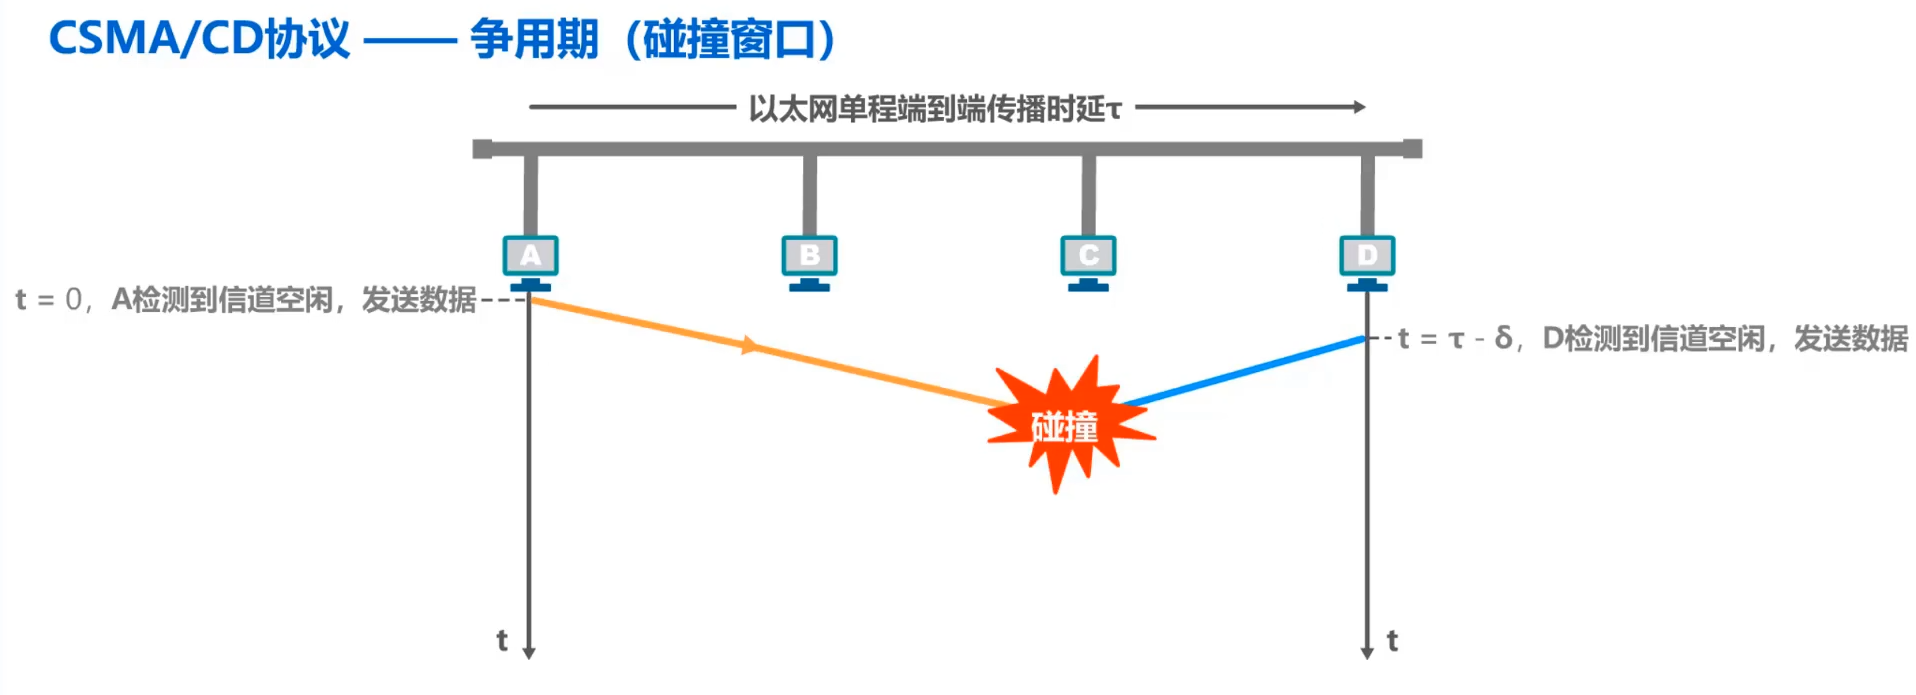 CSMA/CD协议 —— 争用期（碰撞窗口）
以太网单程端到端传播时延τ
A
B
C
D
t = 0，A检测到信道空闲，发送数据
t = τ - δ，D检测到信道空闲，发送数据
碰撞
t
t